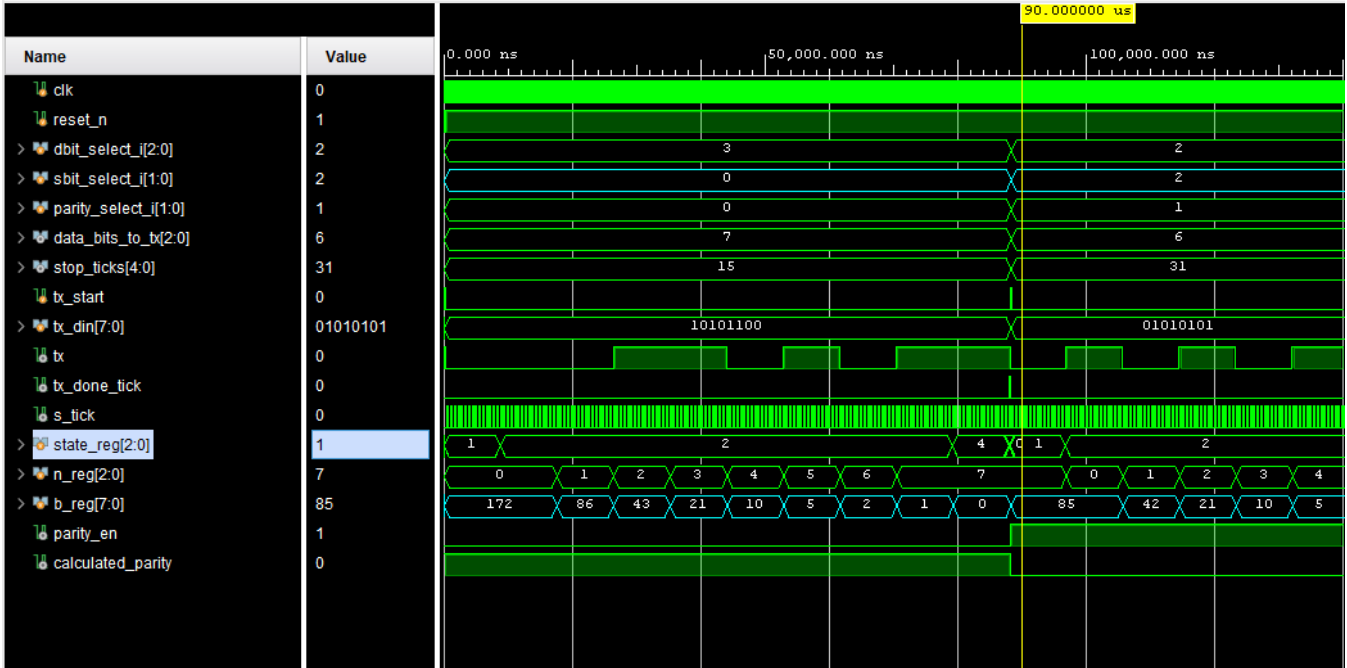 90.000000 us
Name Value 0.000 ns 50,000.000 ns 100,000.000 ns
clk 0
reset_n 1
dbit_select_i[2:0] 2 3 2
sbit_select_i[1:0] 2 0 2
parity_select_i[1:0] 1 0 1
data_bits_to_tx[2:0] 6 7 6
stop_ticks[4:0] 31 15 31
tx_start 0
tx_din[7:0] 01010101 10101100 01010101
tx 0
tx_done_tick 0
s_tick 0
state_reg[2:0] 1 1 2 4 0 1 2
n_reg[2:0] 7 0 1 2 3 4 5 6 7 0 1 2 3 4
b_reg[7:0] 85 172 86 43 21 10 5 2 1 0 85 42 21 10 5
parity_en 1
calculated_parity 0